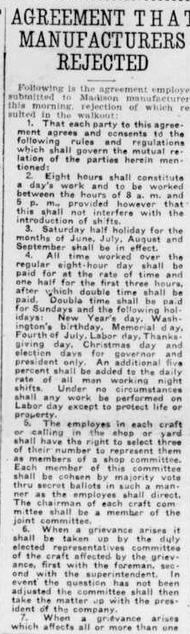 AGREEMENT THAT
MANUFACTURERS
REJECTED
Following is the agreement employe
submitted to Madison manufacturer
this morning, rejection of which re
sulted in the walkout:
1. That each party to this agree-
ment agrees and consents to the
following rules and regulations
which shall govern the mutual re-
lation of the parties herein men-
tioned;
2. Eight hours shall constitute
a day's work and to be worked
between the hours of 8 a. m. and
5 p. m., provided however that
this shall not interfere with the
introduction of shifts.
3. Saturday half holiday for the
months of June, July, August and
September shall be in effect.
4. All time worked over the
regular eight-hour day shall be
paid for at the rate of time and
one half for the first three hours,
after which double time shall be
paid. Double time shall be paid
for Sundays and the following hol-
idays: New Year's day, Wash-
ington's birthday, Memorial day,
Fourth of July, Labor day, Thanks-
giving day, Christmas day and
election days for governor and
president only. An additional five
percent shall be added to the daily
rate of all men working night
shifts. Under no circumstances
shall any work be performed on
Labor day except to protect life or
property.
5. The employes in each craft
or calling in the shop or yard
shall have the right to select three
of their number to represent them
as members of a shop committee.
Each member of this committee
shall be cohsen by majority vote
thru secret ballots in such a man-
ner as the employes shall direct.
The chairman of each craft com-
mittee shall be a member of the
joint committee.
6. When a grievance arises it
shall be taken up by the duly
elected representatives committee
of the craft affected by the griev-
ance, first with the foreman, sec-
ond with the superintendent. In
event the question has not been
adjusted the committee shall then
take the matter up with the pres-
ident of the company.
7. When a grievance arises
which affects all or more than one